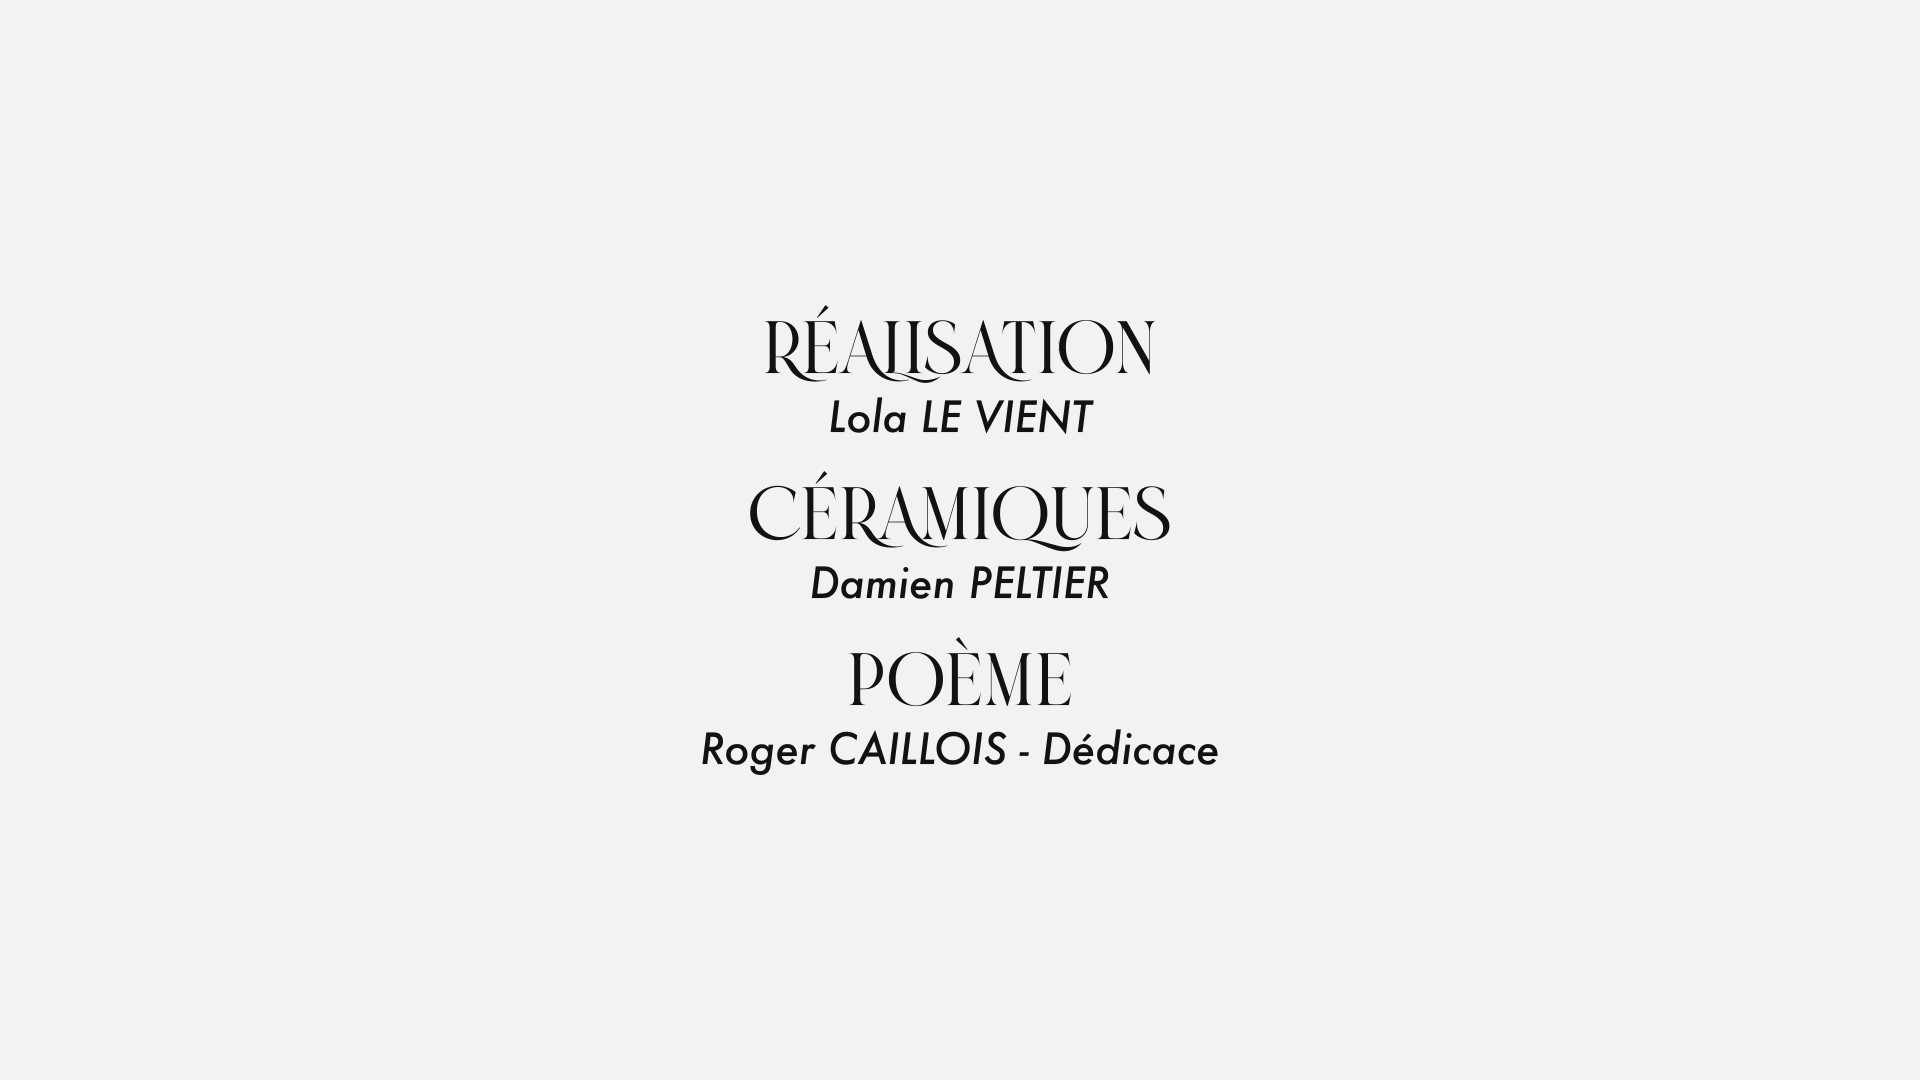 RÉALISATION
Lola LE VIENT
CÉRAMIQUES
Damien PELTIER
POÈME
Roger CAILLOIS - Dédicace